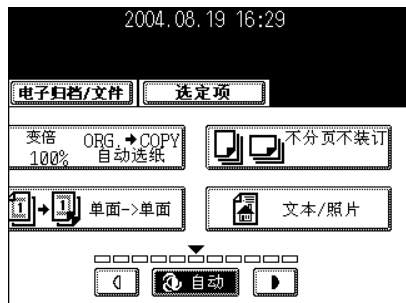 2004.08.19 16:29
电子归档/文件 选定项
变倍 ORG.→COPY
100% 自动选纸
不分页不装订
1→1 单面->单面
文本/照片
自动